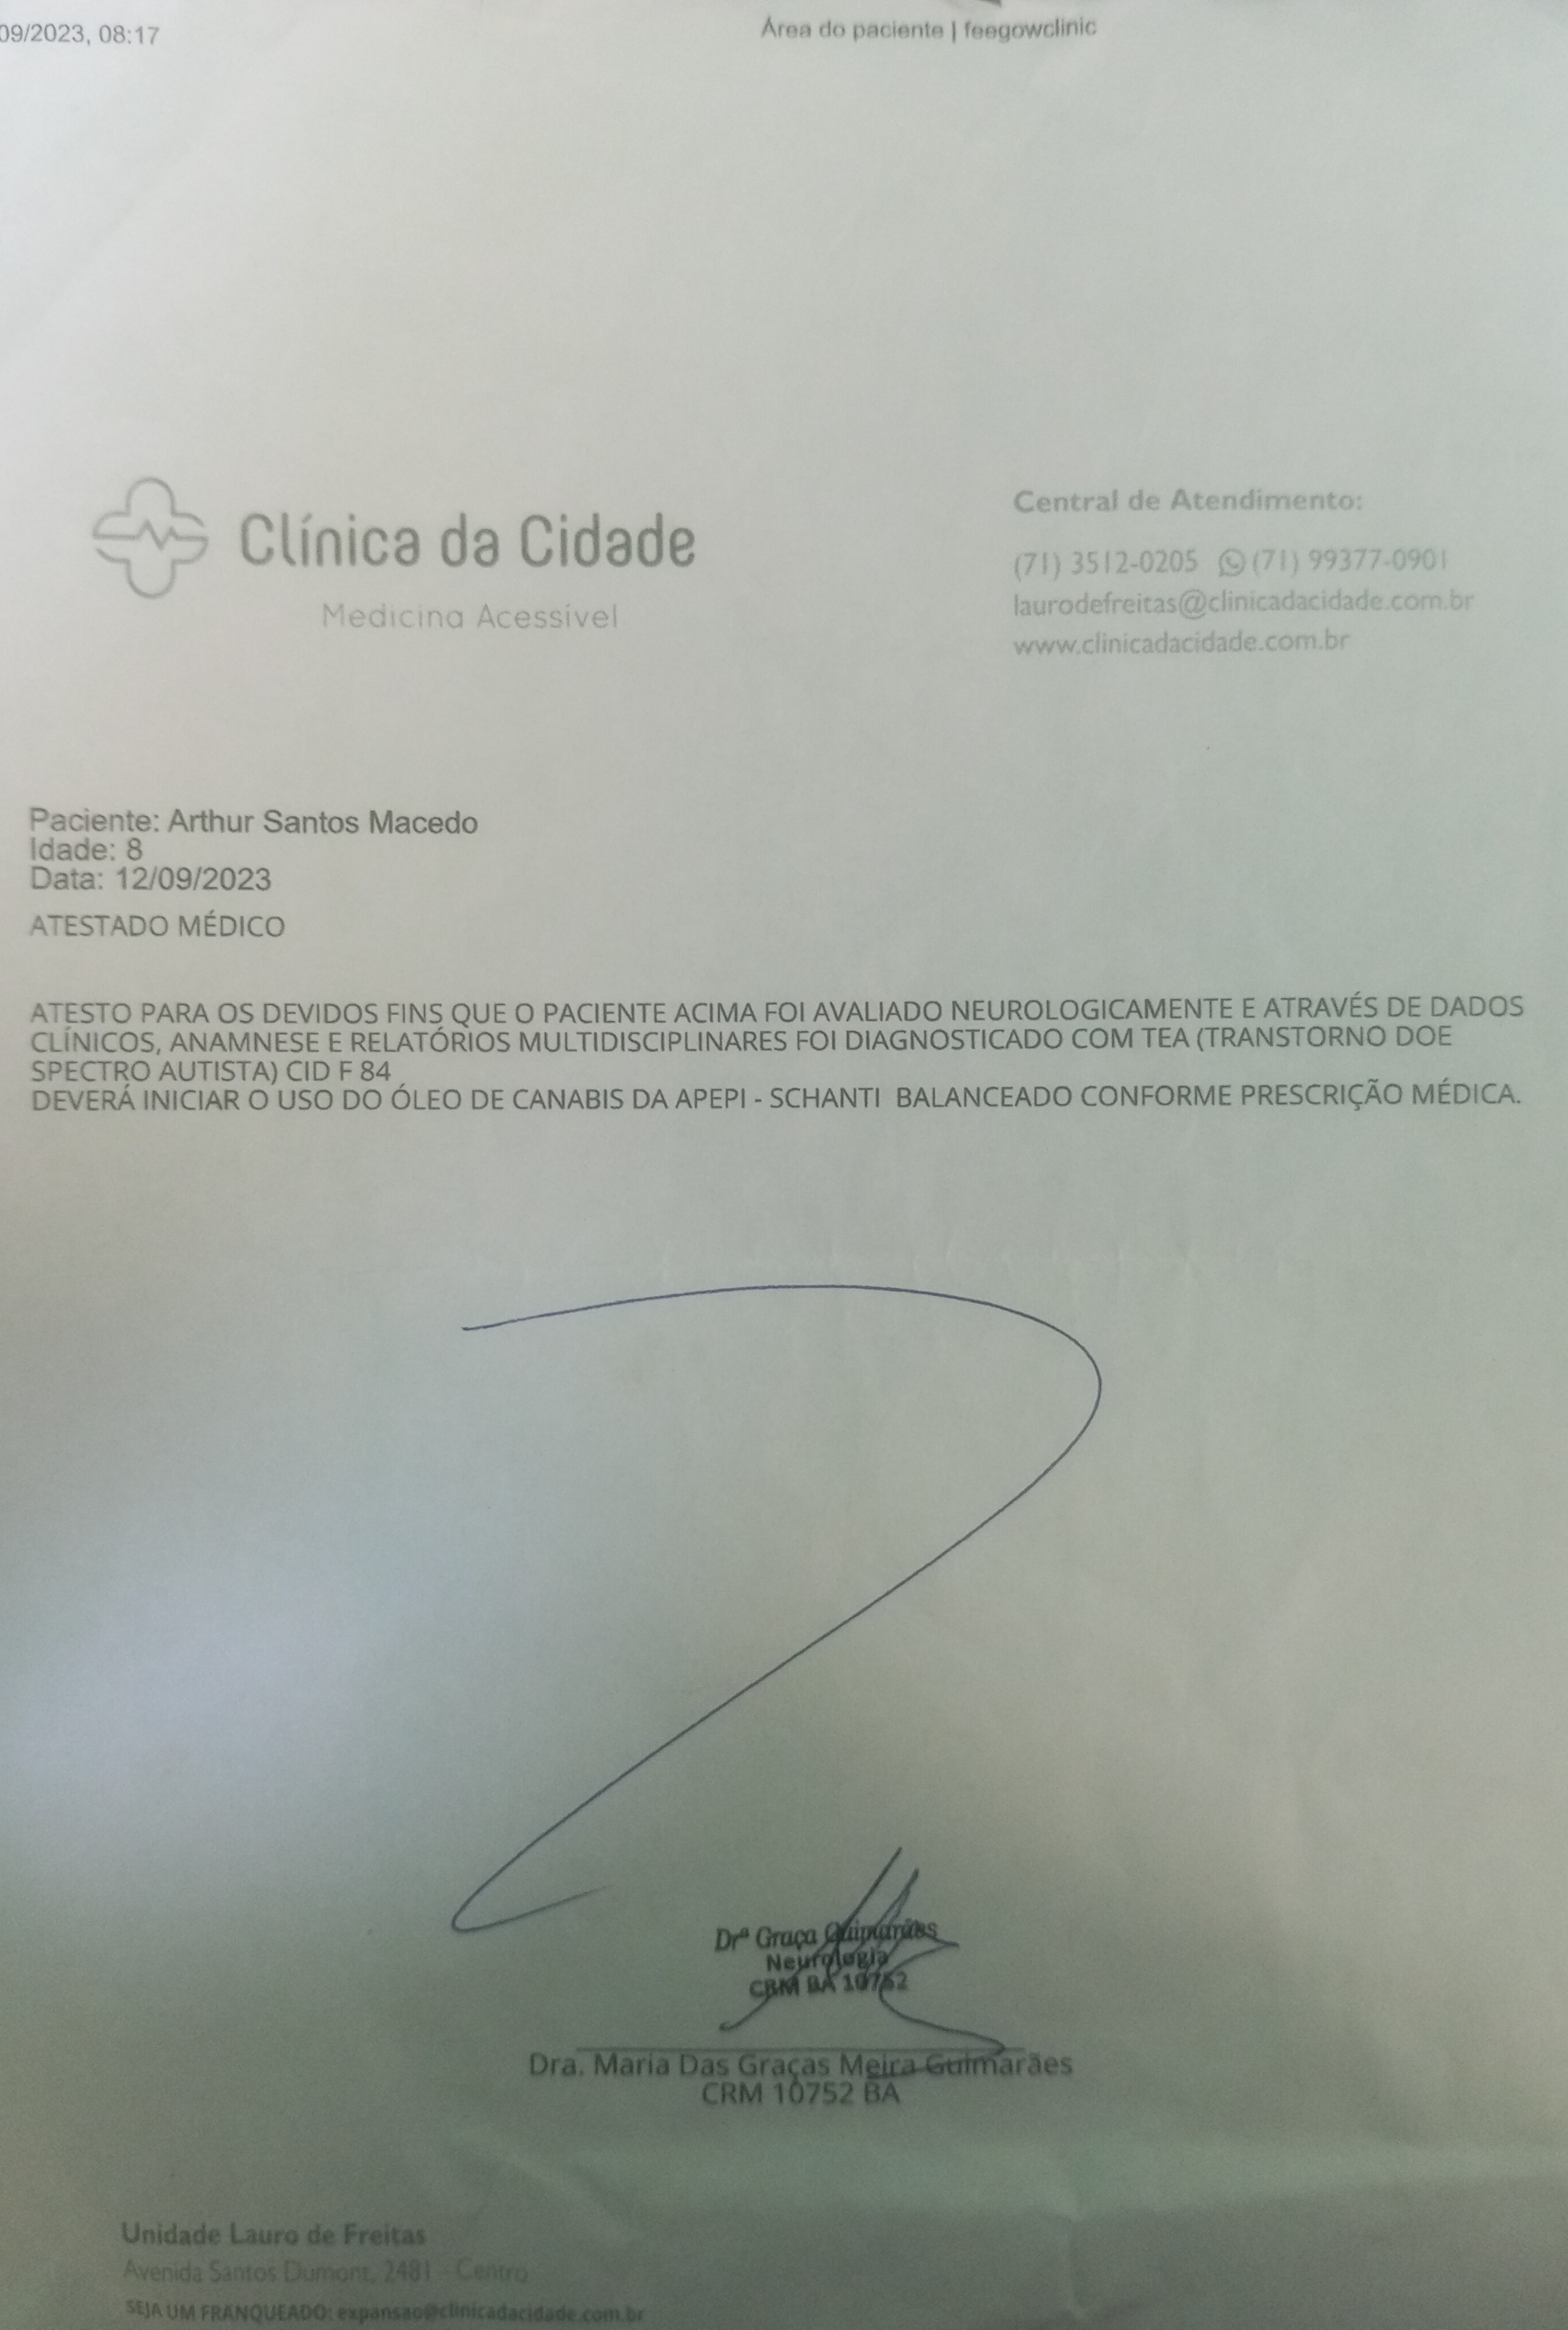 09/2023, 08:17
Área do paciente | feegowclinic
Clínica da Cidade
Medicina Acessível
Central de Atendimento:
(71) 3512-0205 (71) 99377-0901
laurodefreitas@clinicadacidade.com.br
www.clinicadacidade.com.br
Paciente: Arthur Santos Macedo
Idade: 8
Data: 12/09/2023
ATESTADO MÉDICO
ATESTO PARA OS DEVIDOS FINS QUE O PACIENTE ACIMA FOI AVALIADO NEUROLOGICAMENTE E ATRAVÉS DE DADOS
CLÍNICOS, ANAMNESE E RELATÓRIOS MULTIDISCIPLINARES FOI DIAGNOSTICADO COM TEA (TRANSTORNO DOE
SPECTRO AUTISTA) CID F 84
DEVERÁ INICIAR O USO DO ÓLEO DE CANABIS DA APEPI - SCHANTI BALANCEADO CONFORME PRESCRIÇÃO MÉDICA.
Drª Graça Guimarães
Neurologia
CRM BA 10752
Dra. Maria Das Graças Meira Guimarães
CRM 10752 BA
Unidade Lauro de Freitas
Avenida Santos Dumont, 2481 - Centro
SEJA UM FRANQUEADO: expansao@clinicadacidade.com.br